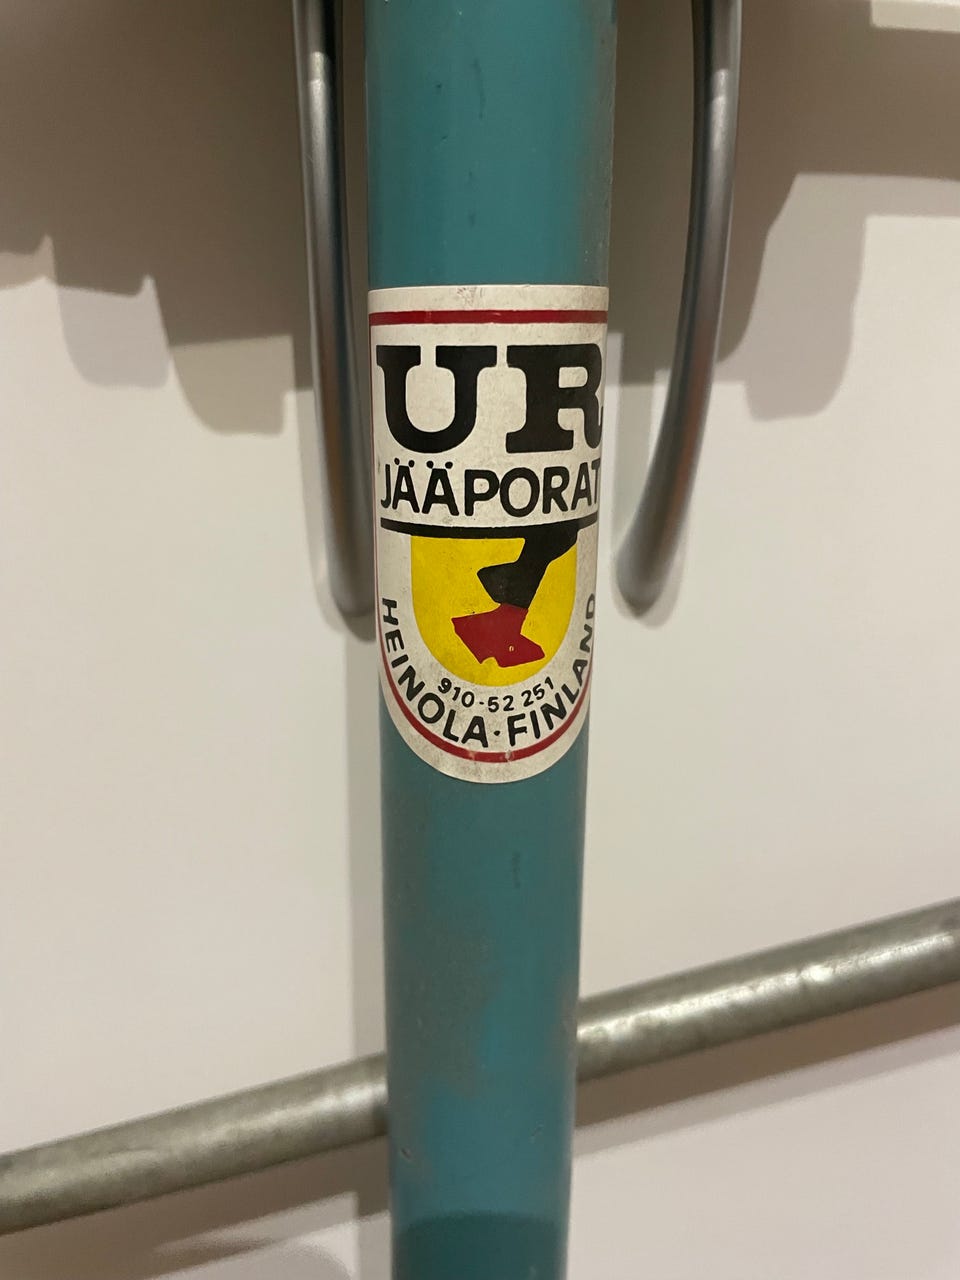 UR
JÄÄPORAT
910-52 251
HEINOLA·FINLAND